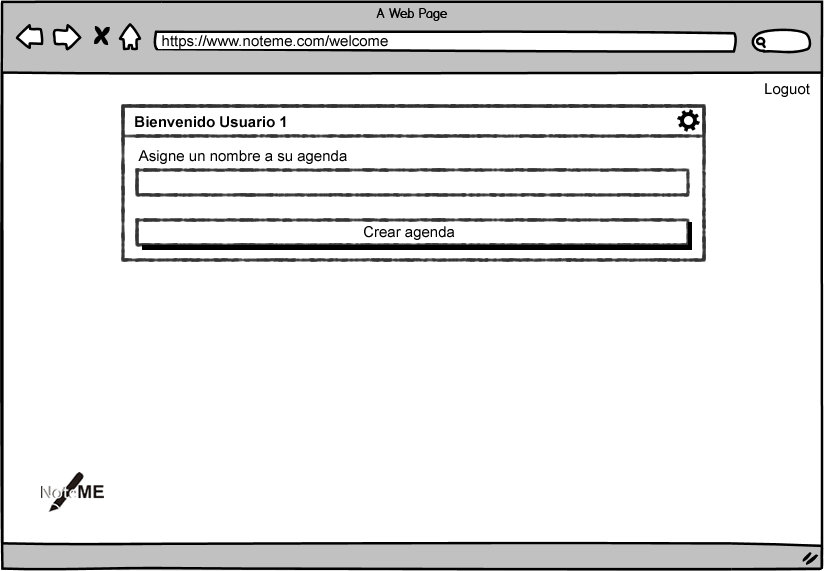 A Web Page
https://www.noteme.com/welcome
Loguot
Bienvenido Usuario 1
Asigne un nombre a su agenda
Crear agenda
NoteME